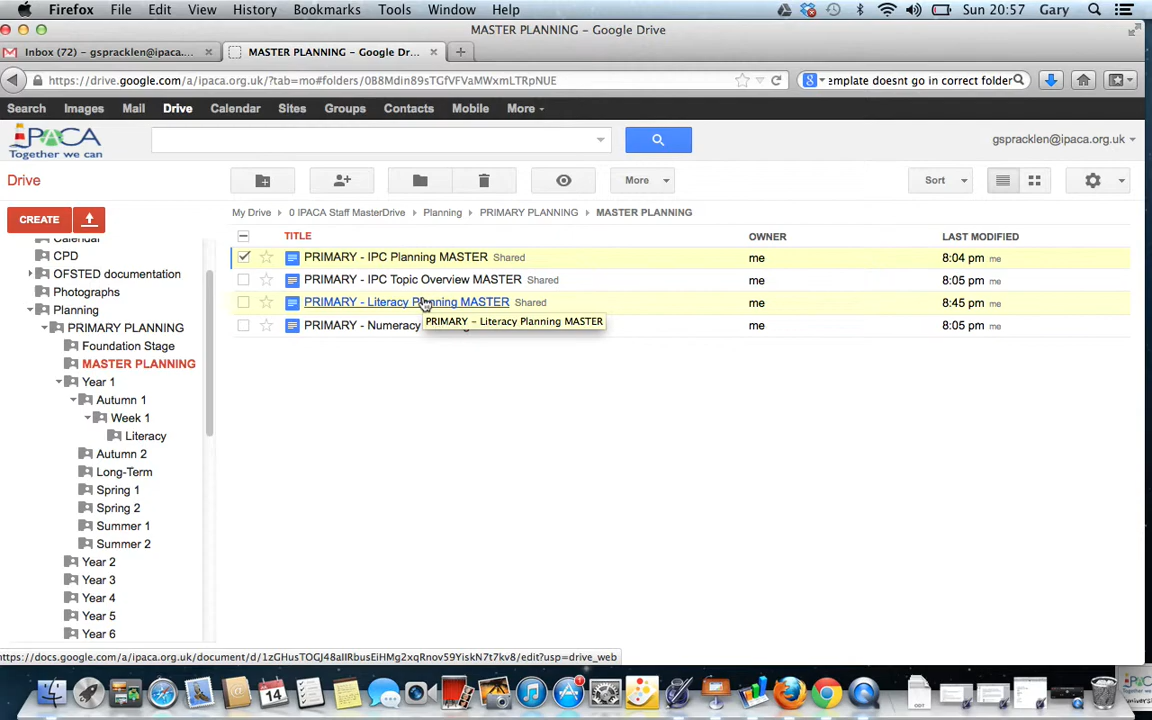 Firefox File Edit View History Bookmarks Tools Window Help Sun 20:57 Gary
MASTER PLANNING – Google Drive
Inbox (72) – gspracklen@ipaca.... × MASTER PLANNING – Google Dr... × +
https://drive.google.com/a/ipaca.org.uk/?tab=mo#folders/0B8Mdin89sTGfVFVaMWxmLTRpNUE emplate doesnt go in correct folder
Search Images Mail Drive Calendar Sites Groups Contacts Mobile More
iPACA
Together we can
gspracklen@ipaca.org.uk
Drive
More
Sort
CREATE
My Drive › 0 IPACA Staff MasterDrive › Planning › PRIMARY PLANNING › MASTER PLANNING
TITLE OWNER LAST MODIFIED
PRIMARY - IPC Planning MASTER Shared me 8:04 pm me
PRIMARY - IPC Topic Overview MASTER Shared me 8:05 pm me
PRIMARY - Literacy Planning MASTER Shared me 8:45 pm me
PRIMARY - Numeracy me 8:05 pm me
PRIMARY – Literacy Planning MASTER
Calendar
CPD
OFSTED documentation
Photographs
Planning
PRIMARY PLANNING
Foundation Stage
MASTER PLANNING
Year 1
Autumn 1
Week 1
Literacy
Autumn 2
Long-Term
Spring 1
Spring 2
Summer 1
Summer 2
Year 2
Year 3
Year 4
Year 5
Year 6
https://docs.google.com/a/ipaca.org.uk/document/d/1zGHusTOGJ48aIIRbusEiHMg2xqRnov59YiskN7t7kv8/edit?usp=drive_web
14
1